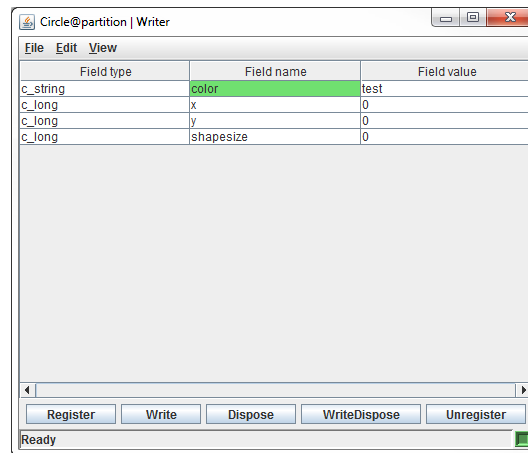 Circle@partition | Writer
File Edit View
Field type Field name Field value
c_string color test
c_long x 0
c_long y 0
c_long shapesize 0
Register Write Dispose WriteDispose Unregister
Ready